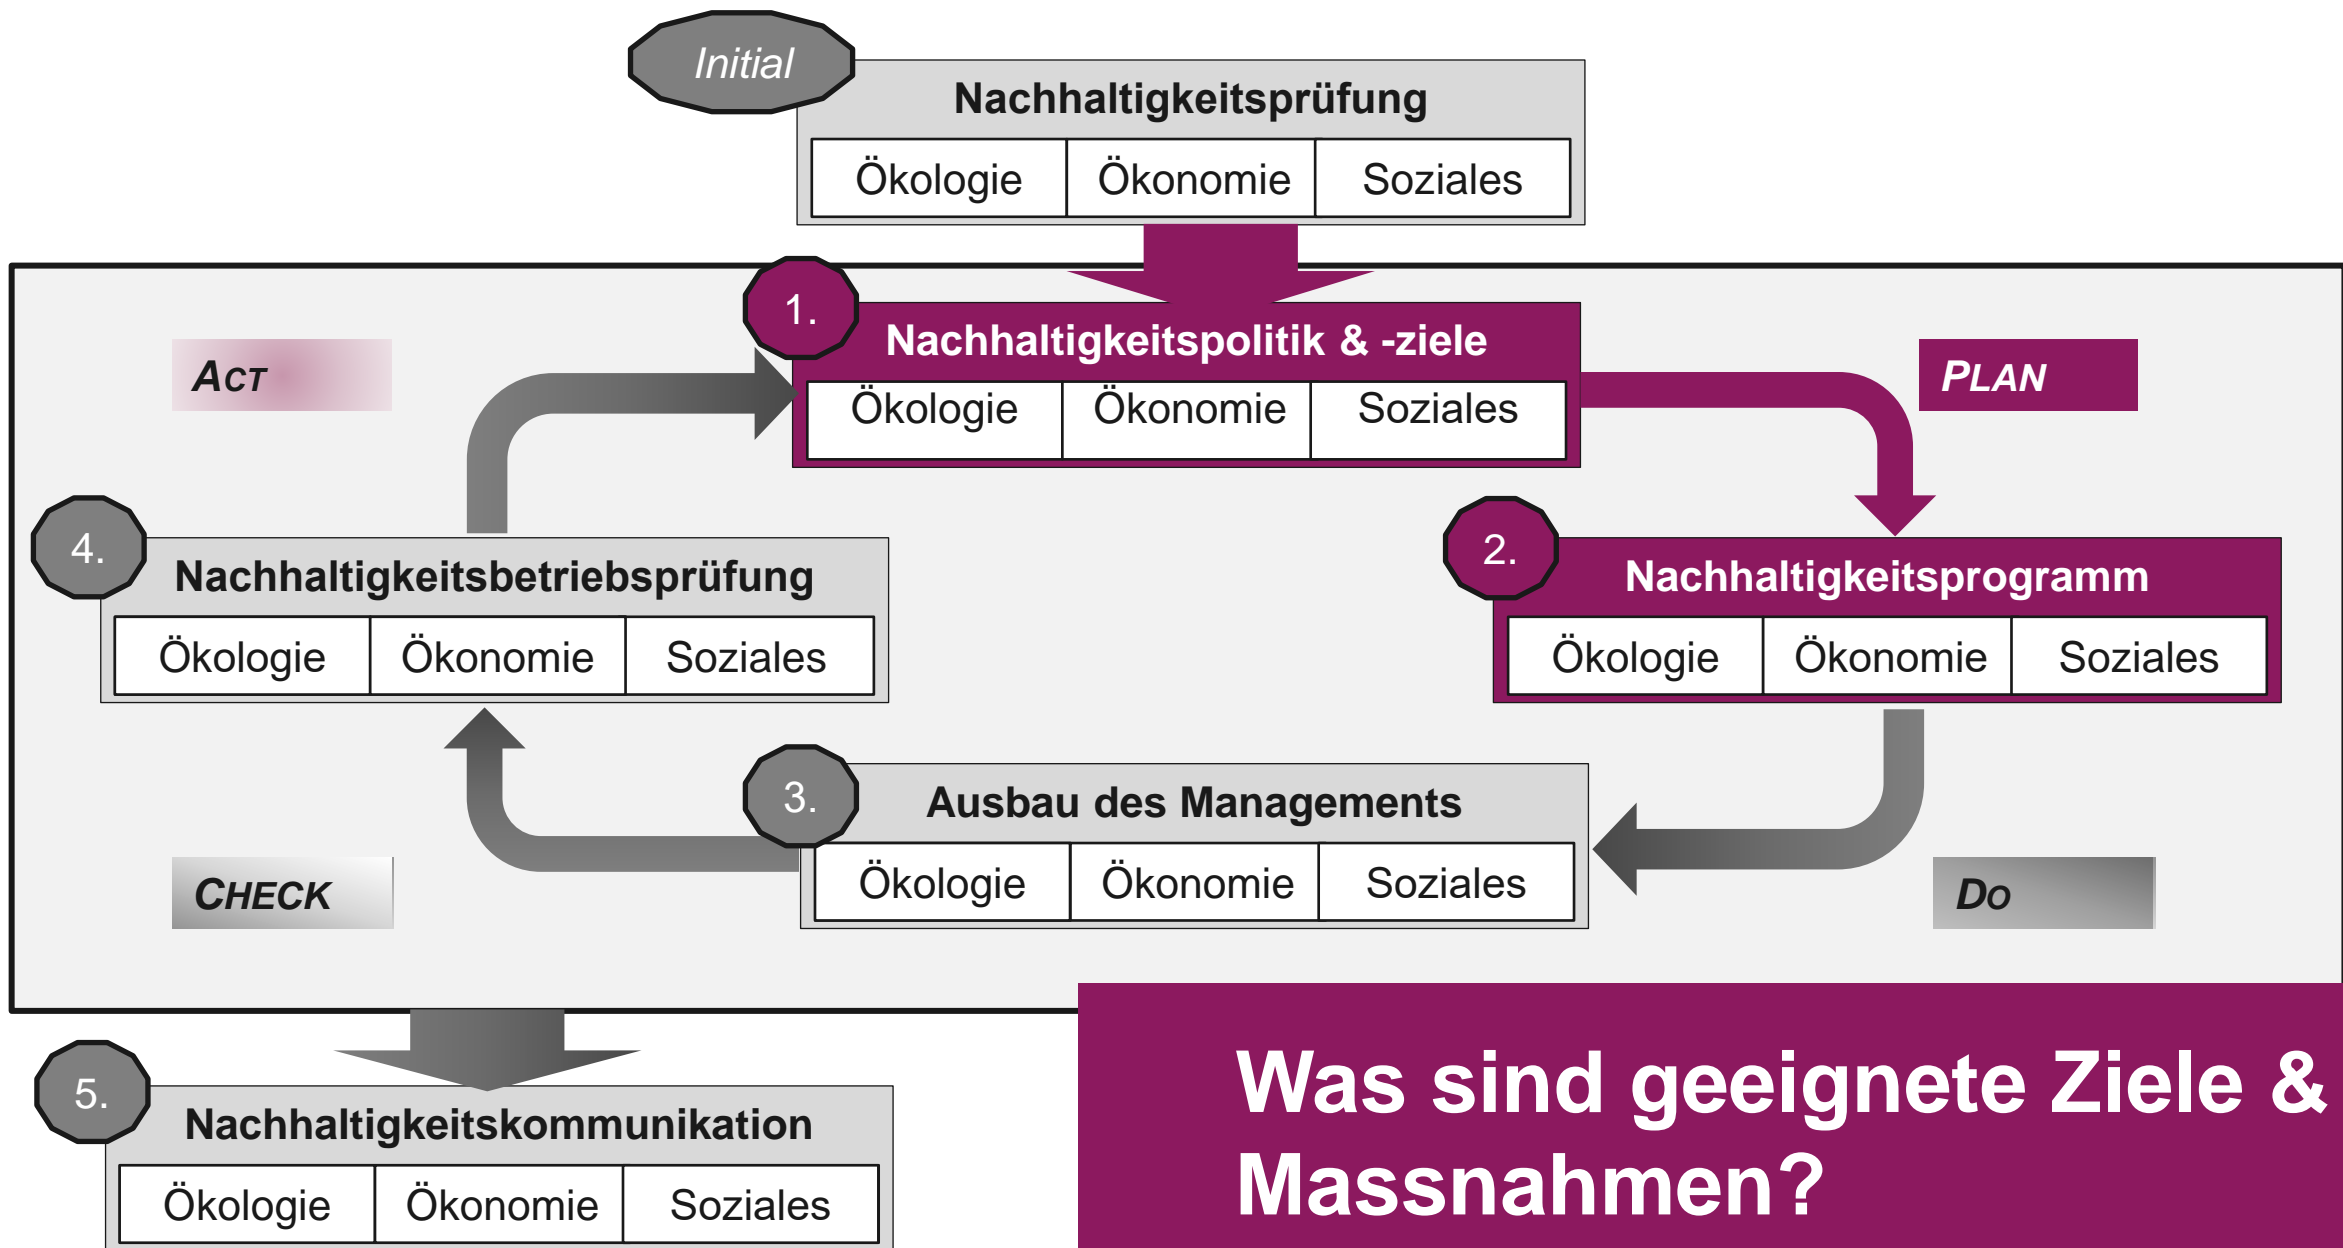 Initial
Nachhaltigkeitsprüfung
Ökologie Ökonomie Soziales
1.
Nachhaltigkeitspolitik & -ziele
Ökologie Ökonomie Soziales
ACT
PLAN
4.
Nachhaltigkeitsbetriebsprüfung
Ökologie Ökonomie Soziales
2.
Nachhaltigkeitsprogramm
Ökologie Ökonomie Soziales
3.
Ausbau des Managements
Ökologie Ökonomie Soziales
CHECK
DO
5.
Nachhaltigkeitskommunikation
Ökologie Ökonomie Soziales
Was sind geeignete Ziele &
Massnahmen?